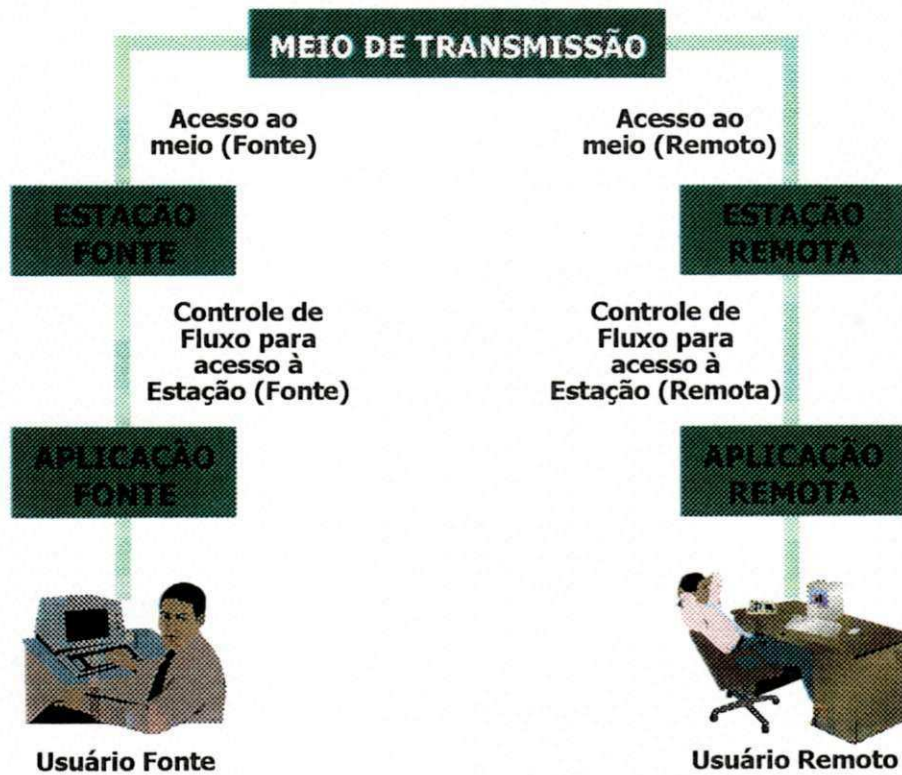 MEIO DE TRANSMISSÃO
Acesso ao
meio (Fonte)
Acesso ao
meio (Remoto)
ESTAÇÃO
FONTE
ESTAÇÃO
REMOTA
Controle de
Fluxo para
acesso à
Estação (Fonte)
Controle de
Fluxo para
acesso à
Estação (Remota)
APLICAÇÃO
FONTE
APLICAÇÃO
REMOTA
Usuário Fonte
Usuário Remoto